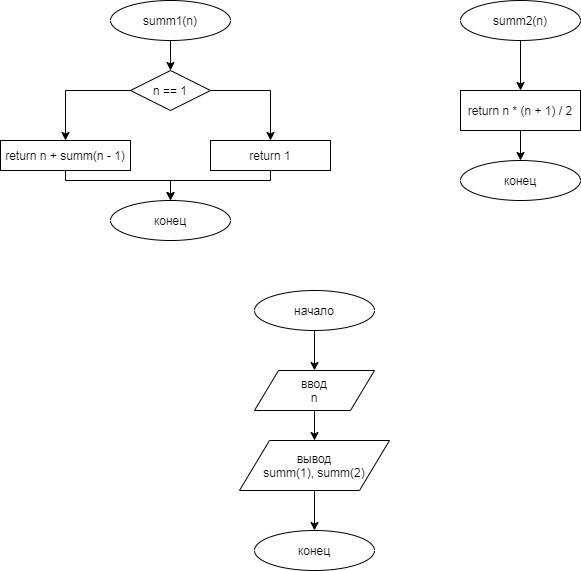 summ1(n)
n == 1
return n + summ(n - 1)
return 1
конец
summ2(n)
return n * (n + 1) / 2
конец
начало
ввод
n
вывод
summ(1), summ(2)
конец